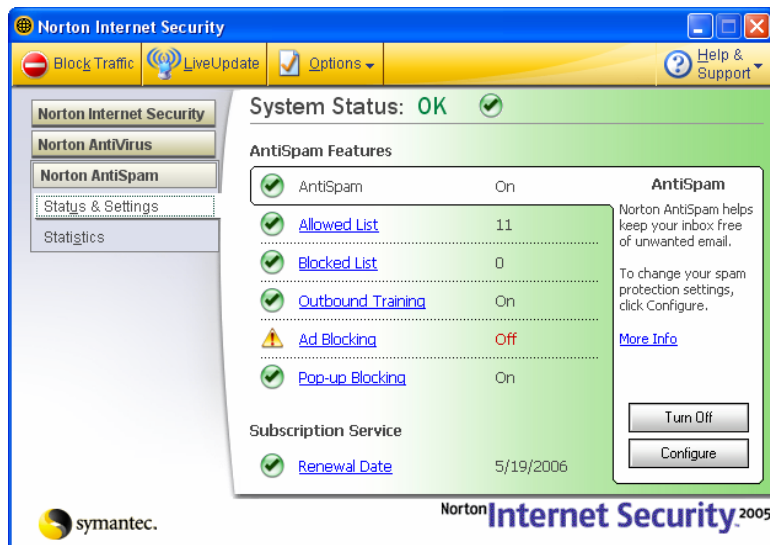 Norton Internet Security
Block Traffic
LiveUpdate
Options
Help & Support
Norton Internet Security
Norton AntiVirus
Norton AntiSpam
Status & Settings
Statistics
System Status: OK
AntiSpam Features
AntiSpam On
Allowed List 11
Blocked List 0
Outbound Training On
Ad Blocking Off
Pop-up Blocking On
Subscription Service
Renewal Date 5/19/2006
AntiSpam
Norton AntiSpam helps
keep your inbox free
of unwanted email.
To change your spam
protection settings,
click Configure.
More Info
Turn Off
Configure
symantec.
Norton Internet Security 2005